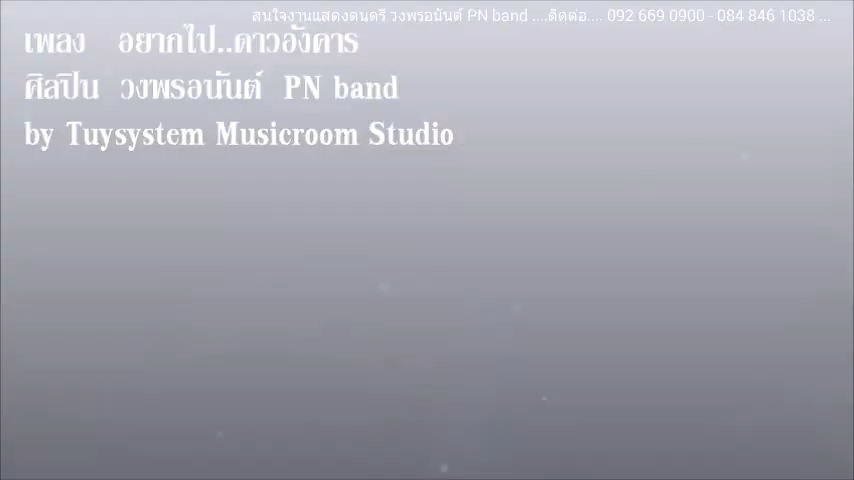 สนใจงานแสดงดนตรี วงพรอนันต์ PN band ....ติดต่อ.... 092 669 0900 - 084 846 1038 ...
เพลง อยากไป..ดาวอังคาร
ศิลปิน วงพรอนันต์ PN band
by Tuysystem Musicroom Studio